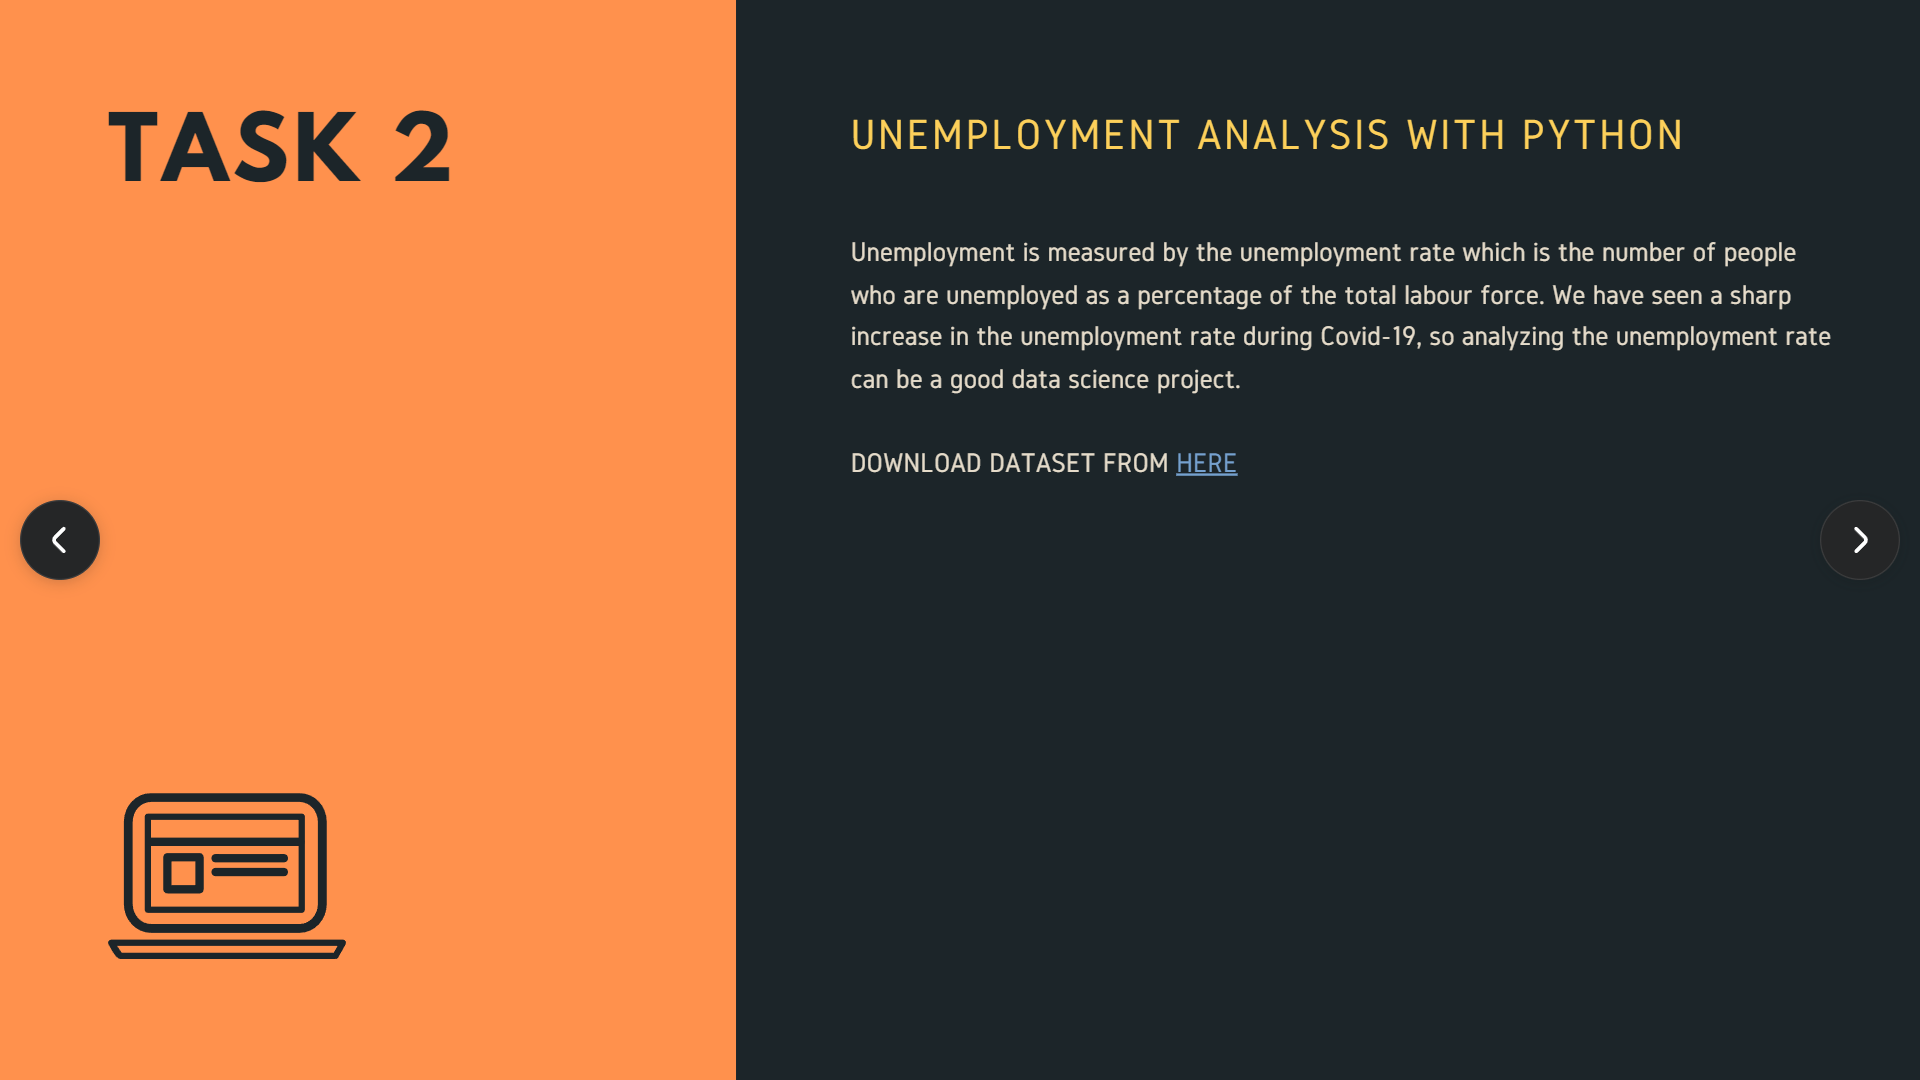 TASK 2
UNEMPLOYMENT ANALYSIS WITH PYTHON
Unemployment is measured by the unemployment rate which is the number of people
who are unemployed as a percentage of the total labour force. We have seen a sharp
increase in the unemployment rate during Covid-19, so analyzing the unemployment rate
can be a good data science project.
DOWNLOAD DATASET FROM HERE